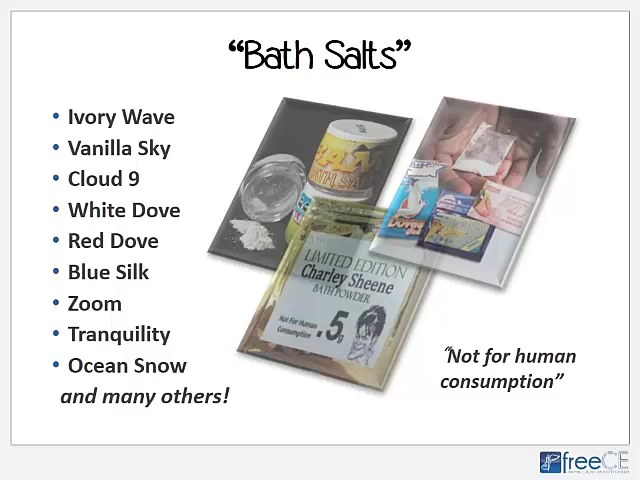 “Bath Salts”
• Ivory Wave
• Vanilla Sky
• Cloud 9
• White Dove
• Red Dove
• Blue Silk
• Zoom
• Tranquility
• Ocean Snow
and many others!
LIMITED EDITION
Charley Sheene
BATH POWDER
Not For Human
Consumption
.5g
“Not for human
consumption”
freeCE